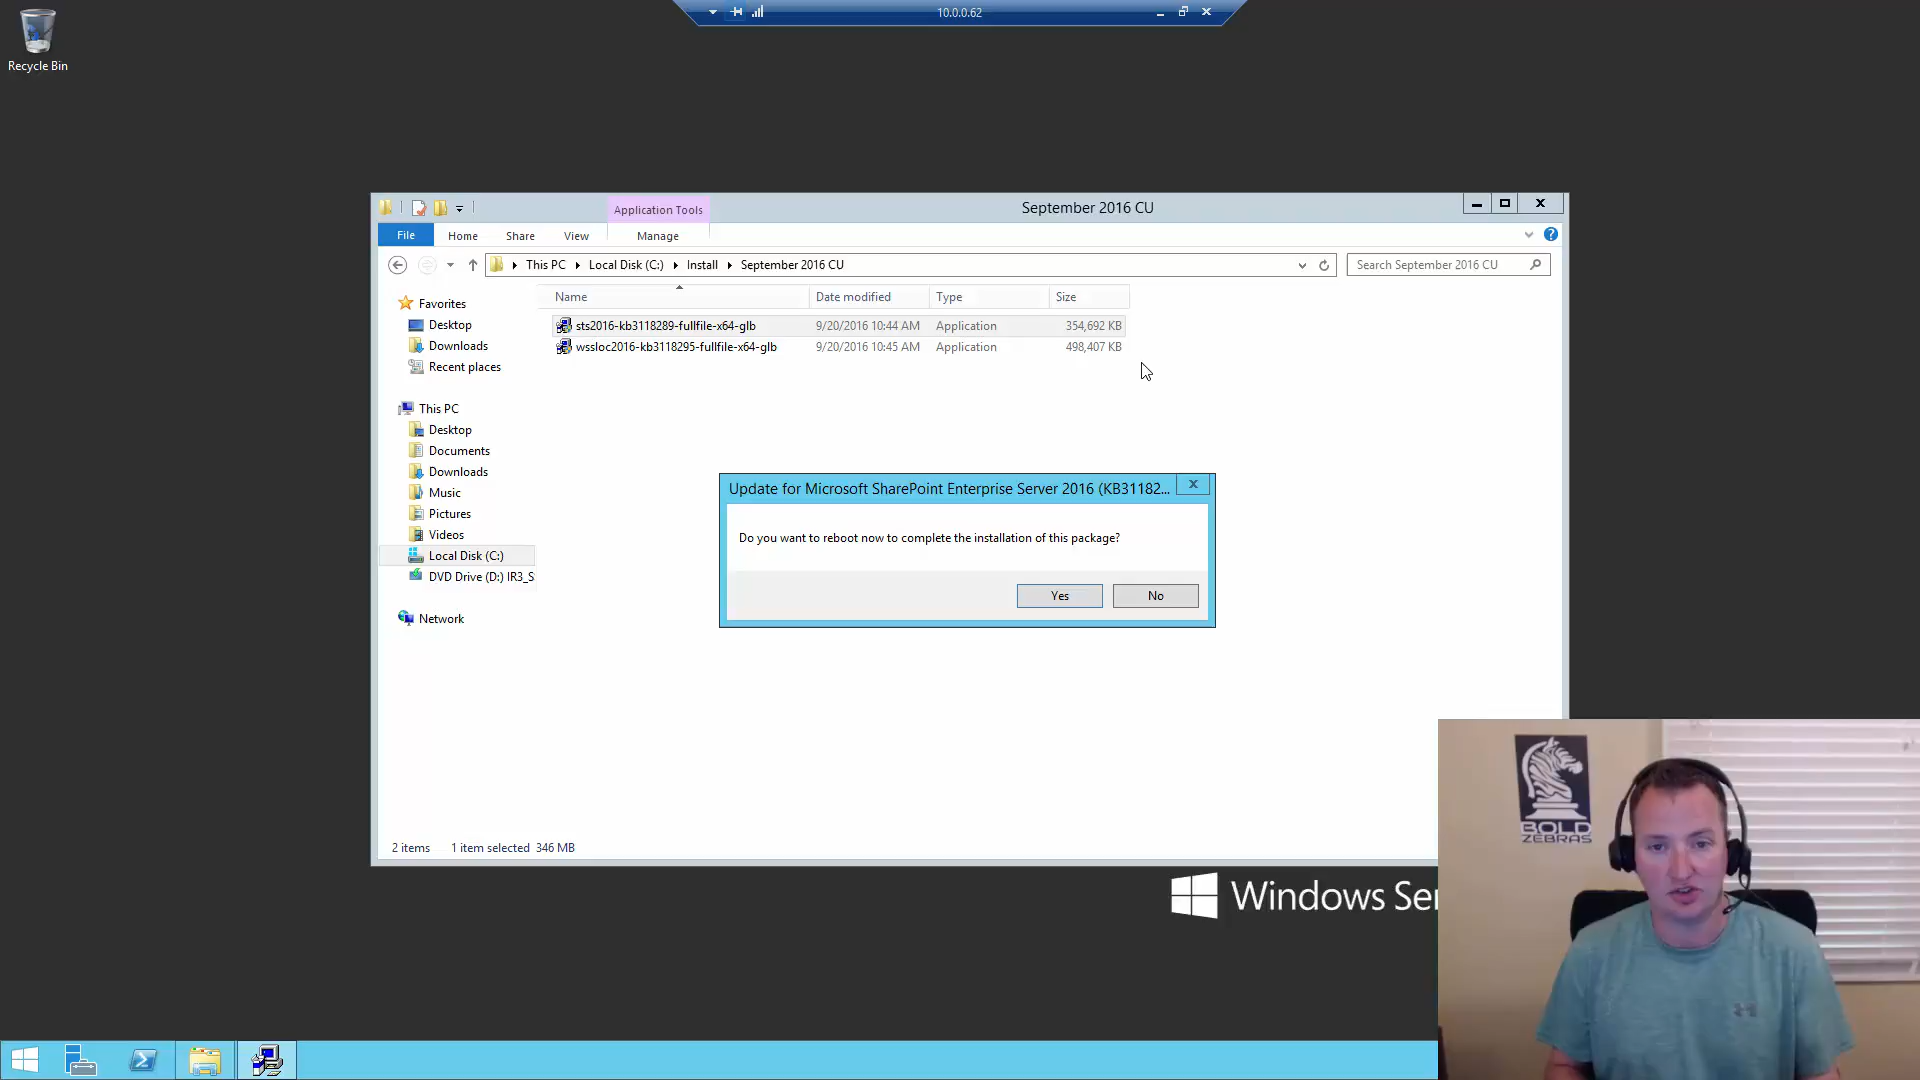 10.0.0.62
Recycle Bin
Application Tools
September 2016 CU
File Home Share View Manage
This PC Local Disk (C:) Install September 2016 CU
Search September 2016 CU
Name Date modified Type Size
sts2016-kb3118289-fullfile-x64-glb 9/20/2016 10:44 AM Application 354,692 KB
wssloc2016-kb3118295-fullfile-x64-glb 9/20/2016 10:45 AM Application 498,407 KB
Favorites
Desktop
Downloads
Recent places
This PC
Desktop
Documents
Downloads
Music
Pictures
Videos
Local Disk (C:)
DVD Drive (D:) IR3_S
Network
Update for Microsoft SharePoint Enterprise Server 2016 (KB31182...
Do you want to reboot now to complete the installation of this package?
Yes No
2 items 1 item selected 346 MB
Windows Ser
BOLD
ZEBRAS